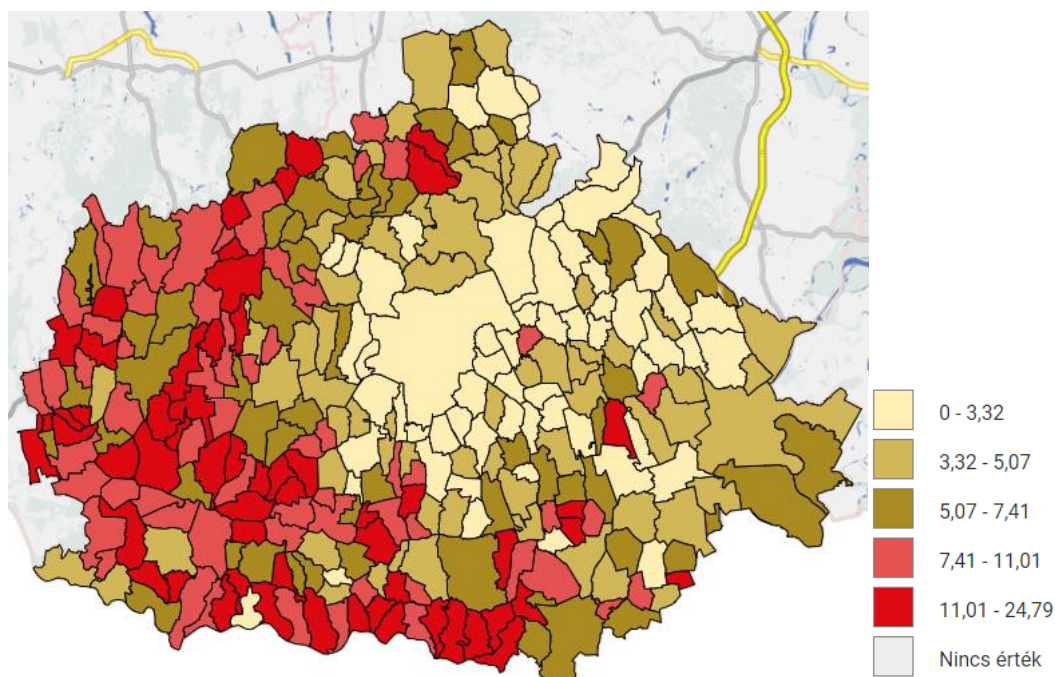 0 - 3,32
3,32 - 5,07
5,07 - 7,41
7,41 - 11,01
11,01 - 24,79
Nincs érték